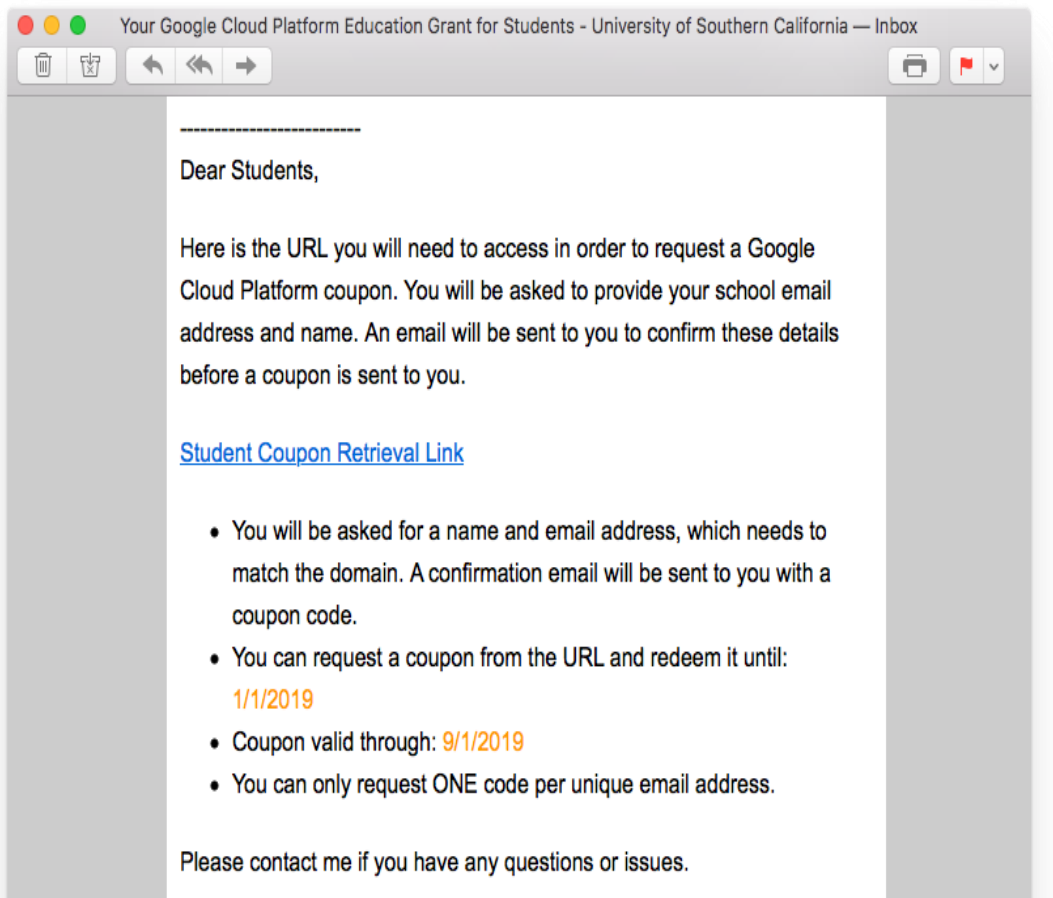 Your Google Cloud Platform Education Grant for Students - University of Southern California — Inbox
---------------------------
Dear Students,
Here is the URL you will need to access in order to request a Google
Cloud Platform coupon. You will be asked to provide your school email
address and name. An email will be sent to you to confirm these details
before a coupon is sent to you.
Student Coupon Retrieval Link
• You will be asked for a name and email address, which needs to
match the domain. A confirmation email will be sent to you with a
coupon code.
• You can request a coupon from the URL and redeem it until:
1/1/2019
• Coupon valid through: 9/1/2019
• You can only request ONE code per unique email address.
Please contact me if you have any questions or issues.